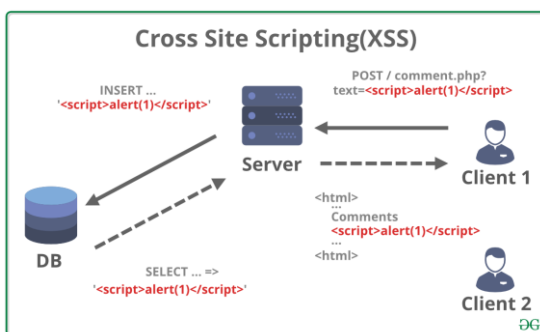 Cross Site Scripting(XSS)
INSERT ...
'<script>alert(1)</script>'
POST / comment.php?
text=<script>alert(1)</script>
Server
Client 1
<html>
...
Comments
<script>alert(1)</script>
...
<html>
DB
SELECT ... =>
'<script>alert(1)</script>'
Client 2